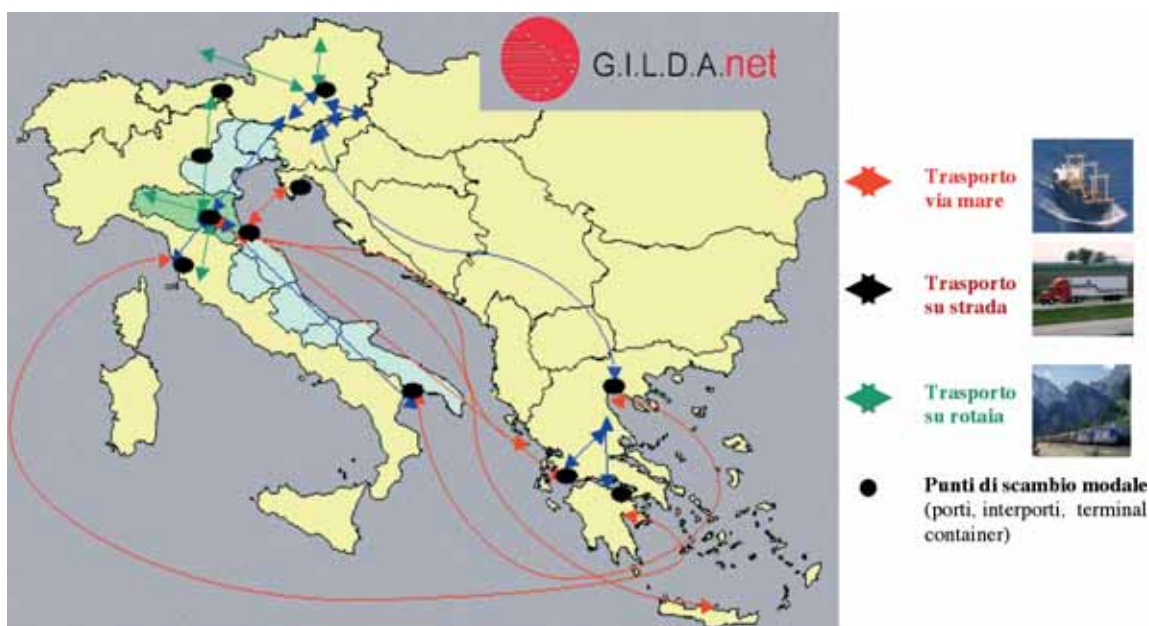 G.I.L.D.A.net
Trasporto
via mare
Trasporto
su strada
Trasporto
su rotaia
Punti di scambio modale
(porti, interporti, terminal
container)